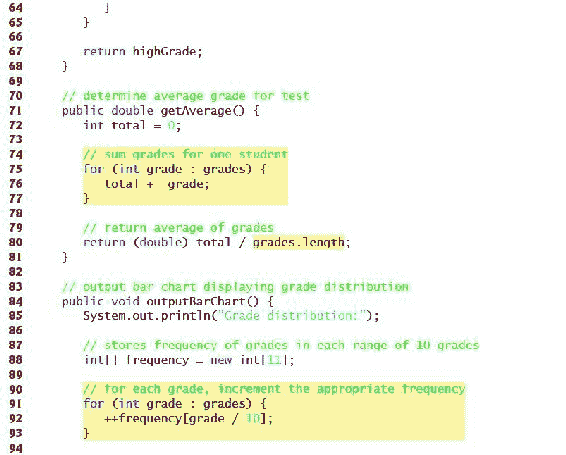 64 }
65 }
66
67 return highGrade;
68 }
69
70 // determine average grade for test
71 public double getAverage() {
72 int total = 0;
73
74 // sum grades for one student
75 for (int grade : grades) {
76 total += grade;
77 }
78
79 // return average of grades
80 return (double) total / grades.length;
81 }
82
83 // output bar chart displaying grade distribution
84 public void outputBarChart() {
85 System.out.println("Grade distribution:");
86
87 // stores frequency of grades in each range of 10 grades
88 int[] frequency = new int[11];
89
90 // for each grade, increment the appropriate frequency
91 for (int grade : grades) {
92 ++frequency[grade / 10];
93 }
94